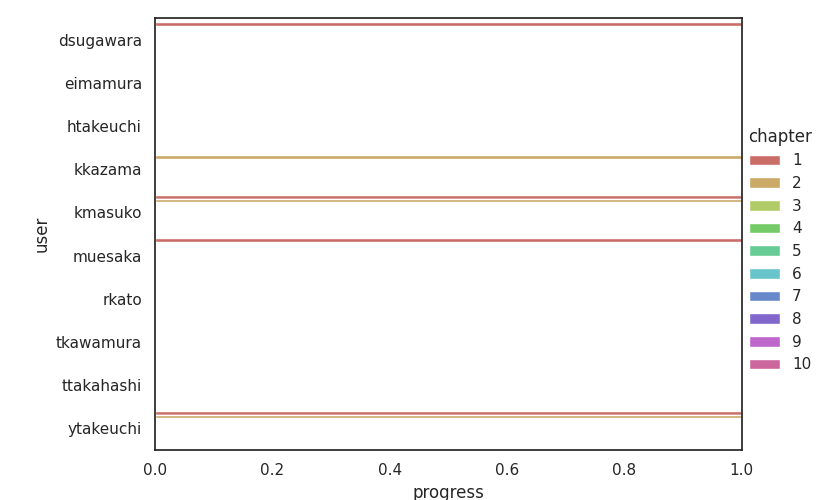 dsugawara
eimamura
htakeuchi
kkazama
kmasuko
muesaka
rkato
tkawamura
ttakahashi
ytakeuchi
user
0.0 0.2 0.4 0.6 0.8 1.0
progress
chapter
1
2
3
4
5
6
7
8
9
10